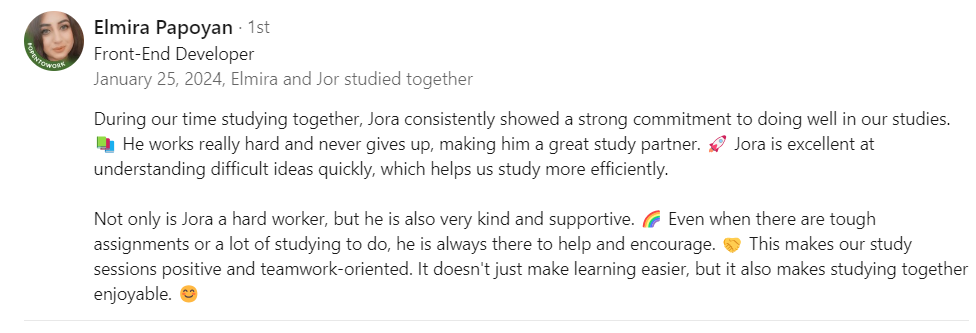 Elmira Papoyan · 1st
Front-End Developer
January 25, 2024, Elmira and Jor studied together
#OPENTOWORK
During our time studying together, Jora consistently showed a strong commitment to doing well in our studies.
📚 He works really hard and never gives up, making him a great study partner. 🚀 Jora is excellent at
understanding difficult ideas quickly, which helps us study more efficiently.
Not only is Jora a hard worker, but he is also very kind and supportive. 🌈 Even when there are tough
assignments or a lot of studying to do, he is always there to help and encourage. 🤝 This makes our study
sessions positive and teamwork-oriented. It doesn't just make learning easier, but it also makes studying together
enjoyable. 😊